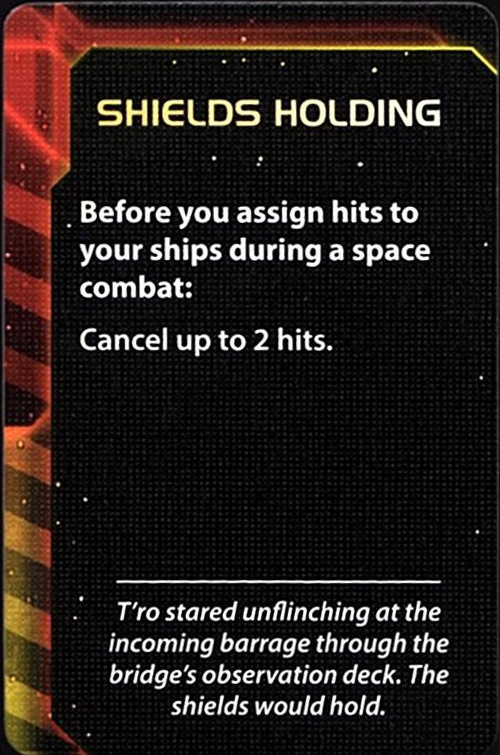 SHIELDS HOLDING
Before you assign hits to
your ships during a space
combat:
Cancel up to 2 hits.
T'ro stared unflinching at the
incoming barrage through the
bridge's observation deck. The
shields would hold.